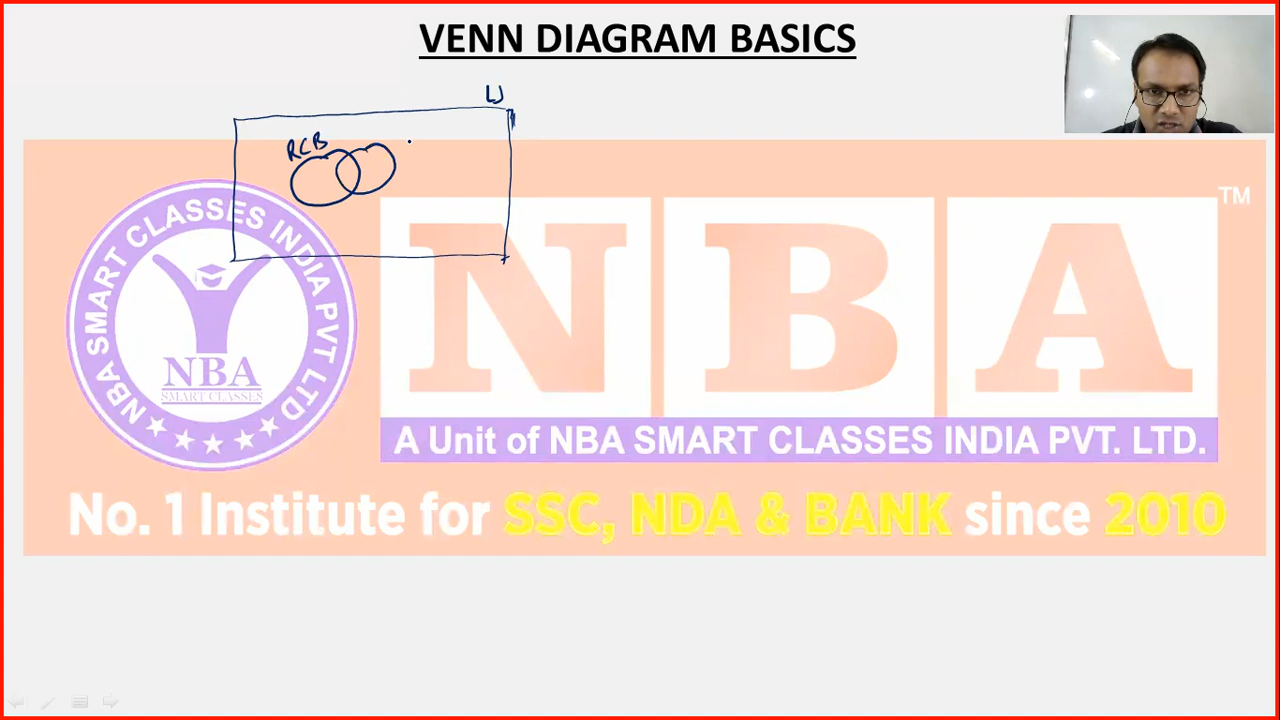 VENN DIAGRAM BASICS
U
RCB
NBA SMART CLASSES INDIA PVT LTD
NBA
SMART CLASSES
NBA
TM
A Unit of NBA SMART CLASSES INDIA PVT. LTD.
No. 1 Institute for SSC, NDA & BANK since 2010